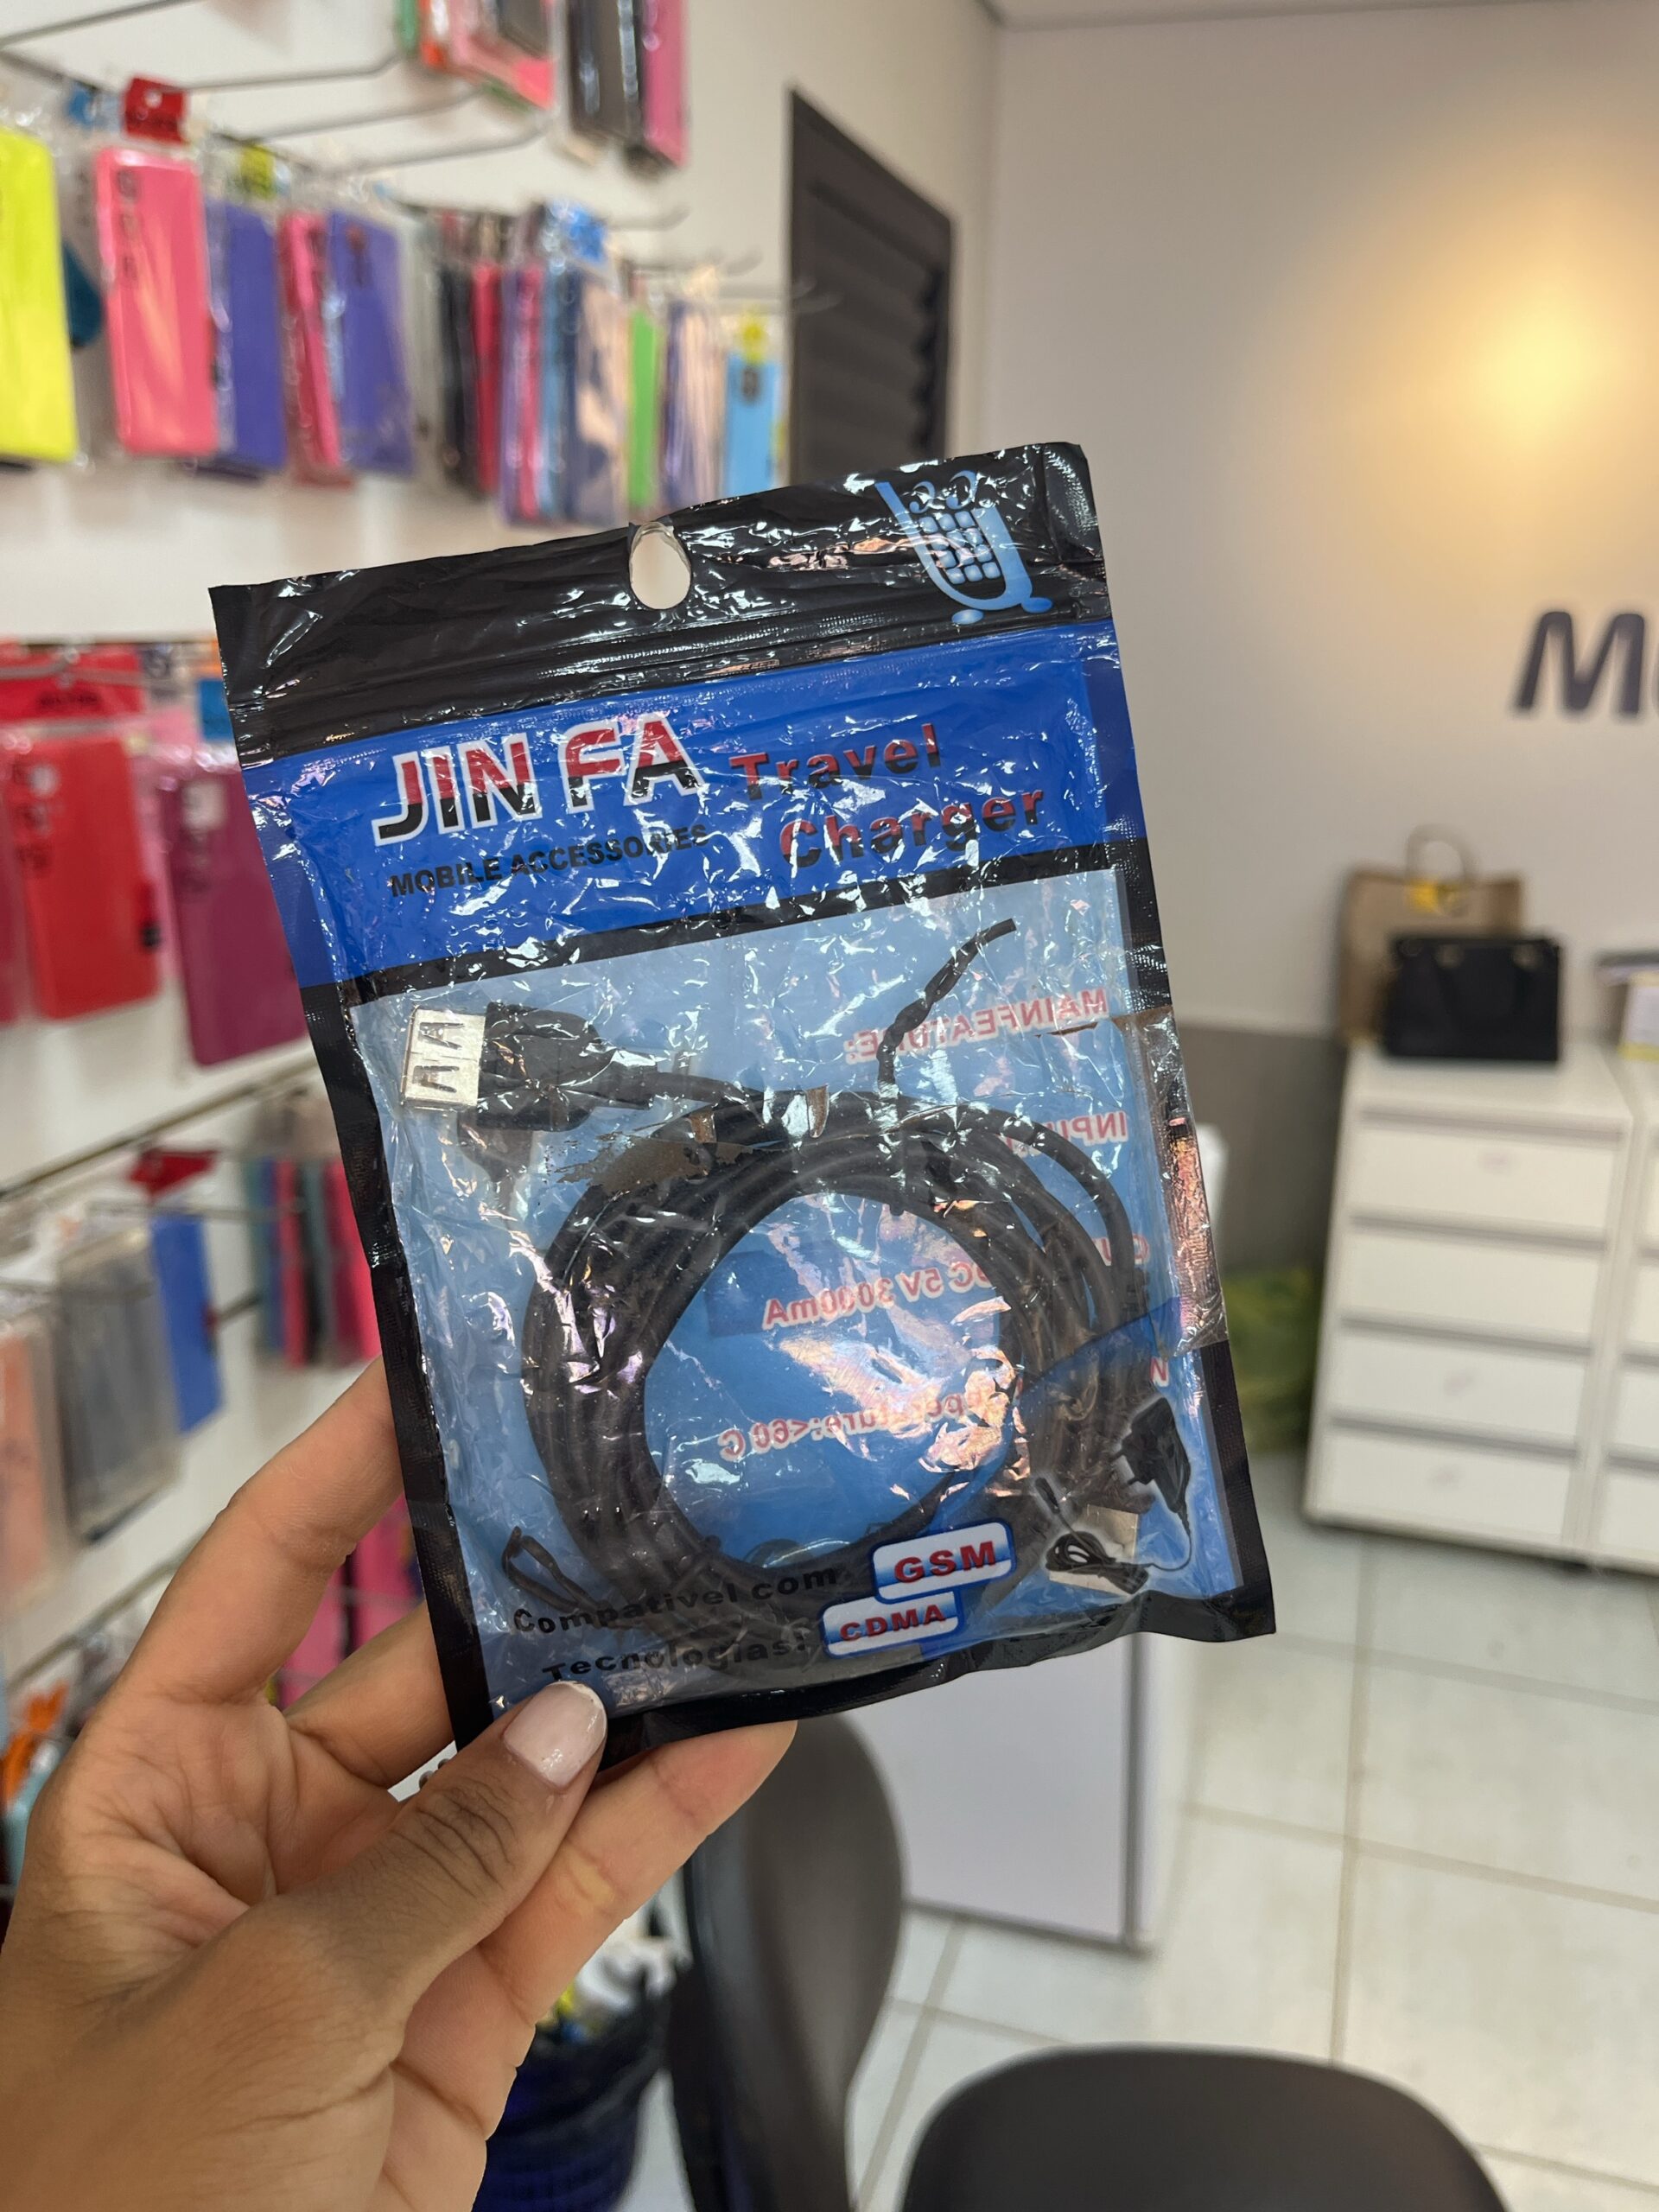 JIN FA
MOBILE ACCESSORIES
Travel
Charger
MAINFEATURE:
DC 5V 3000mA
Compativel com
Tecnologias:
GSM
CDMA